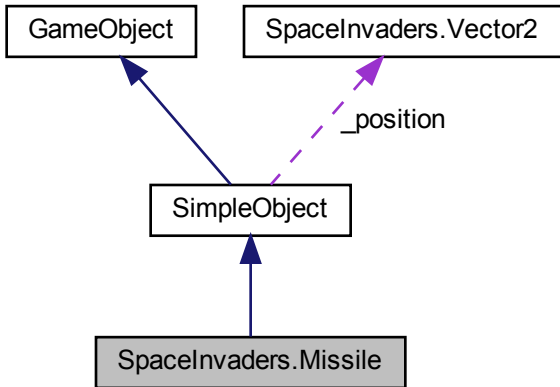 GameObject
SpaceInvaders.Vector2
_position
SimpleObject
SpaceInvaders.Missile